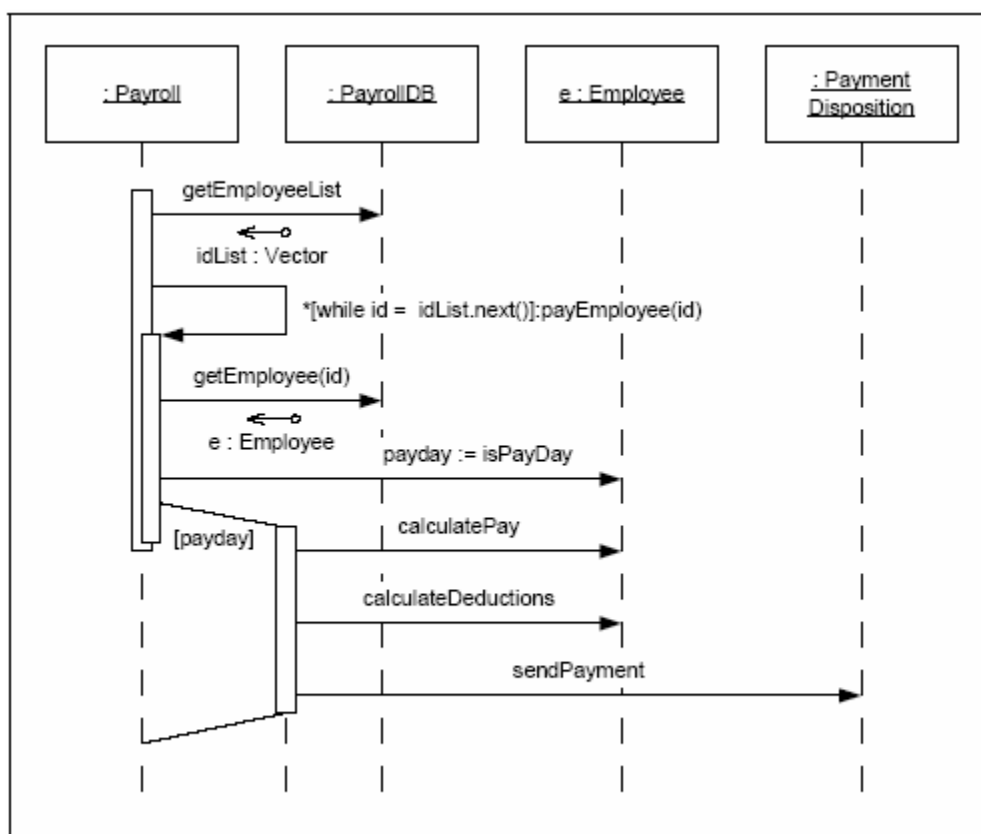 : Payroll
: PayrollDB
e : Employee
: Payment
Disposition
getEmployeeList
idList : Vector
*[while id = idList.next()]:payEmployee(id)
getEmployee(id)
e : Employee
payday := isPayDay
[payday]
calculatePay
calculateDeductions
sendPayment